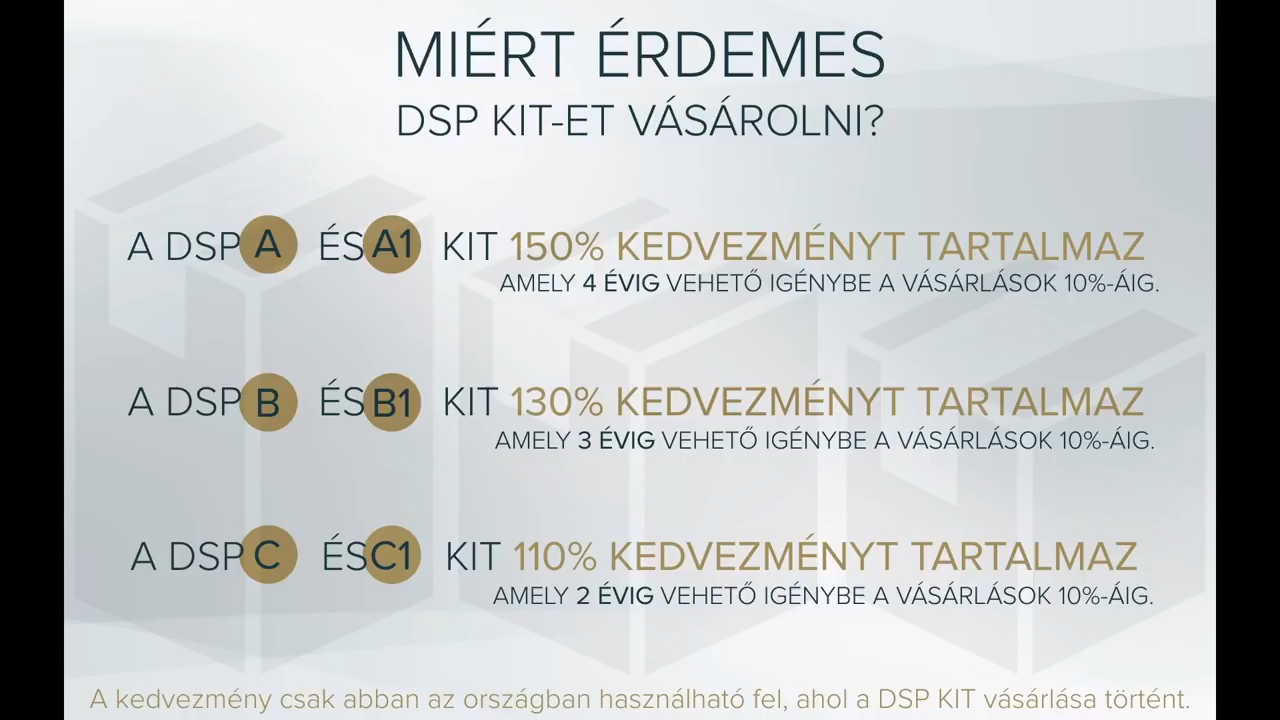 MIÉRT ÉRDEMES
DSP KIT-ET VÁSÁROLNI?
A DSP A ÉS A1 KIT 150% KEDVEZMÉNYT TARTALMAZ
AMELY 4 ÉVIG VEHETŐ IGÉNYBE A VÁSÁRLÁSOK 10%-ÁIG.
A DSP B ÉS B1 KIT 130% KEDVEZMÉNYT TARTALMAZ
AMELY 3 ÉVIG VEHETŐ IGÉNYBE A VÁSÁRLÁSOK 10%-ÁIG.
A DSP C ÉS C1 KIT 110% KEDVEZMÉNYT TARTALMAZ
AMELY 2 ÉVIG VEHETŐ IGÉNYBE A VÁSÁRLÁSOK 10%-ÁIG.
A kedvezmény csak abban az országban használható fel, ahol a DSP KIT vásárlása történt.